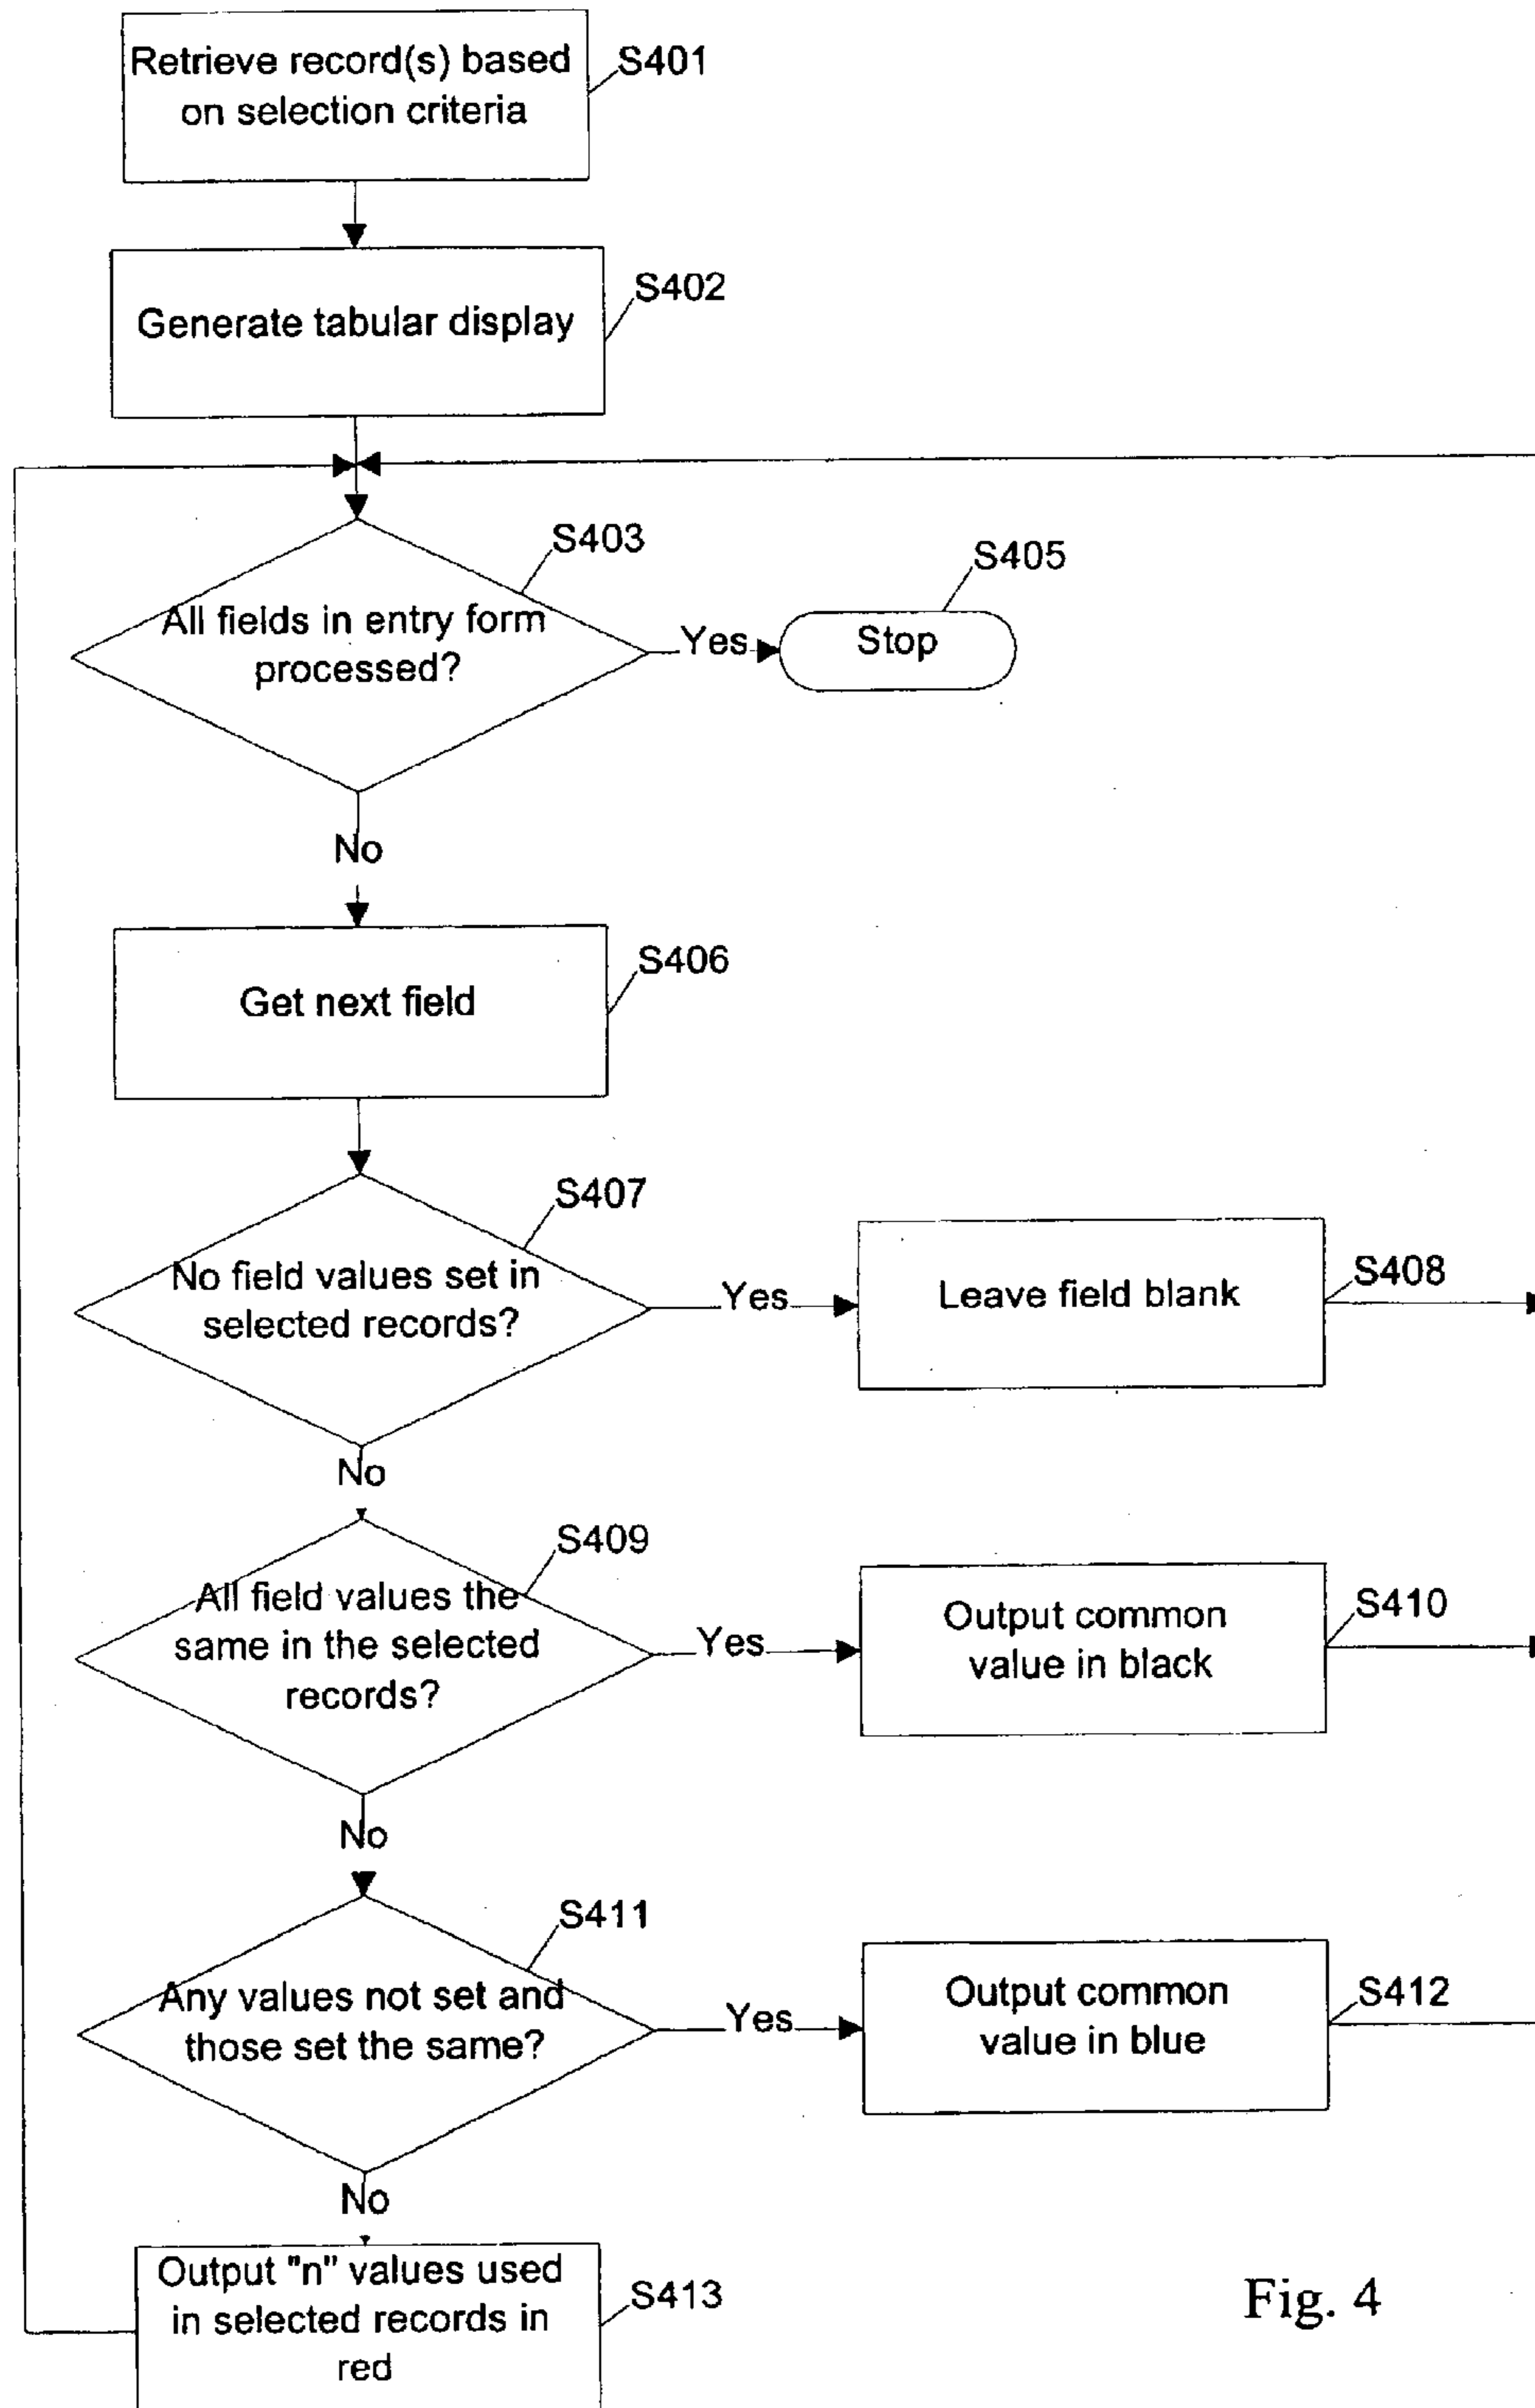 Retrieve record(s) based
on selection criteria
S401
Generate tabular display
S402
All fields in entry form
processed?
S403
Yes
Stop
S405
No
Get next field
S406
No field values set in
selected records?
S407
Yes
Leave field blank
S408
No
All field values the
same in the selected
records?
S409
Yes
Output common
value in black
S410
No
Any values not set and
those set the same?
S411
Yes
Output common
value in blue
S412
No
Output "n" values used
in selected records in
red
S413
Fig. 4